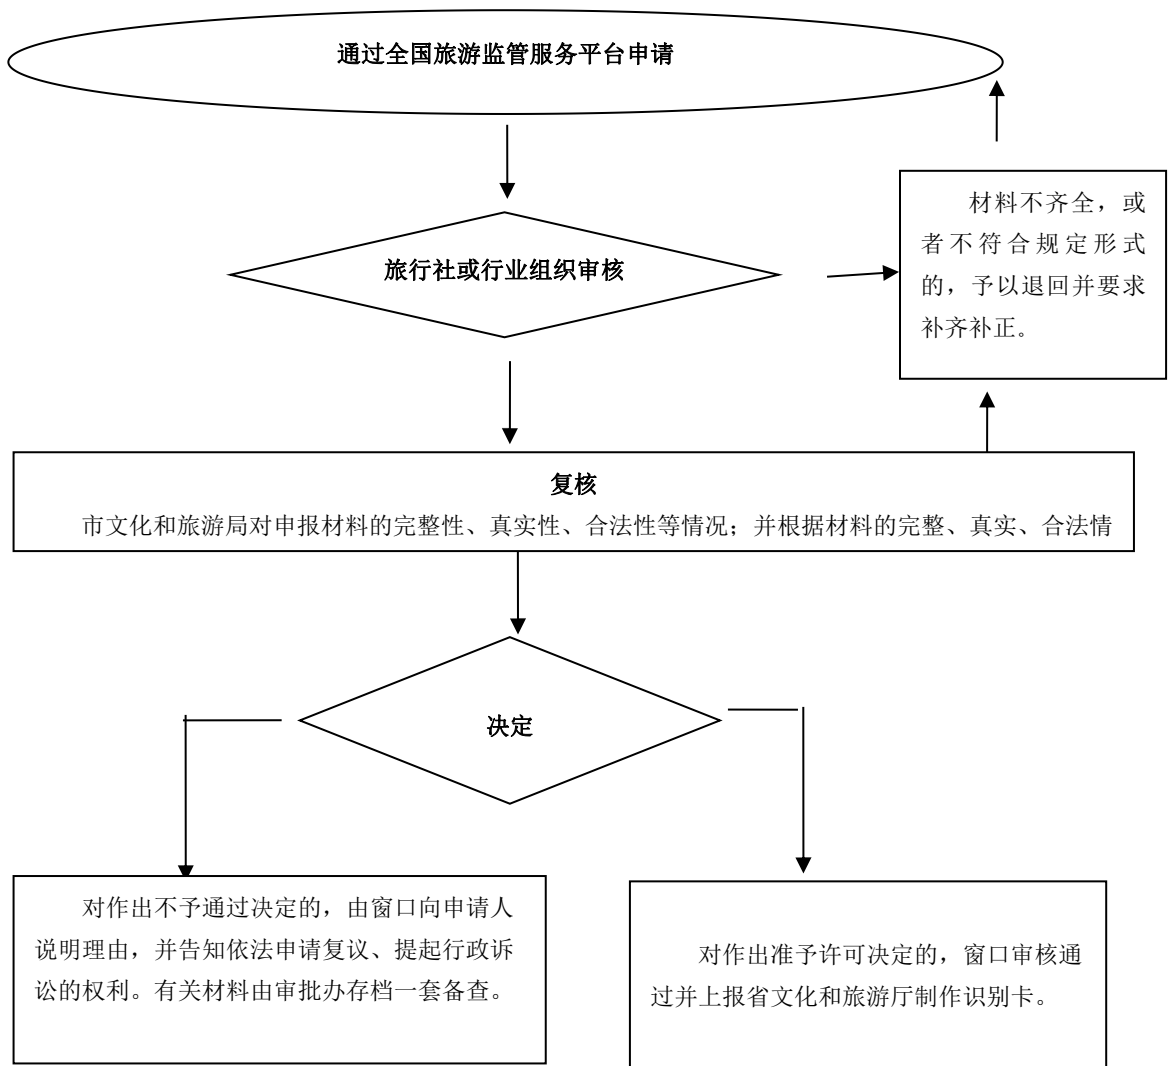 通过全国旅游监管服务平台申请
材料不齐全，或
者不符合规定形式
的，予以退回并要求
补齐补正。
旅行社或行业组织审核
复核
市文化和旅游局对申报材料的完整性、真实性、合法性等情况；并根据材料的完整、真实、合法情
决定
对作出不予通过决定的，由窗口向申请人
说明理由，并告知依法申请复议、提起行政诉
讼的权利。有关材料由审批办存档一套备查。
对作出准予许可决定的，窗口审核通
过并上报省文化和旅游厅制作识别卡。